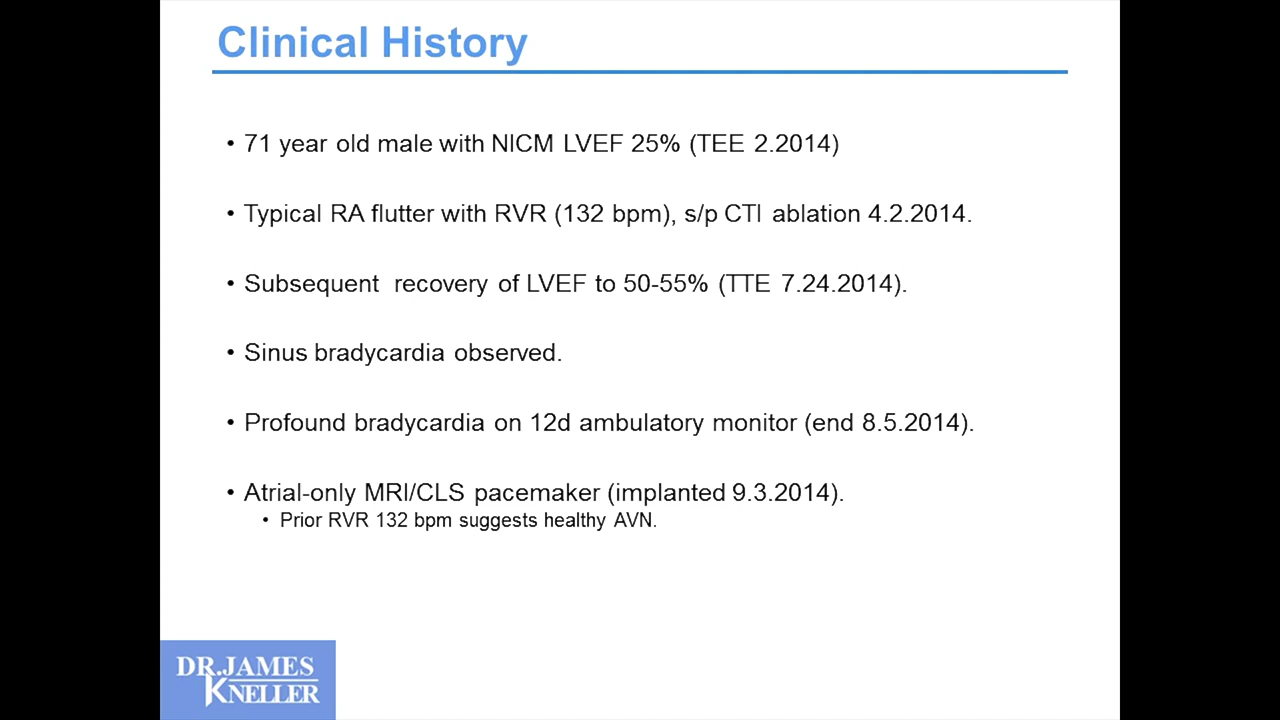 Clinical History
• 71 year old male with NICM LVEF 25% (TEE 2.2014)
• Typical RA flutter with RVR (132 bpm), s/p CTI ablation 4.2.2014.
• Subsequent recovery of LVEF to 50-55% (TTE 7.24.2014).
• Sinus bradycardia observed.
• Profound bradycardia on 12d ambulatory monitor (end 8.5.2014).
• Atrial-only MRI/CLS pacemaker (implanted 9.3.2014).
• Prior RVR 132 bpm suggests healthy AVN.
DR.JAMES
KNELLER